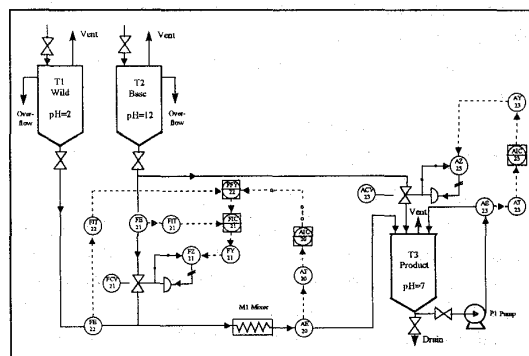 Vent
Vent
T1
Wild
pH=2
T2
Base
pH=12
Over-
flow
Over-
flow
AY
23
AZ
23
AIC
23
ACV
23
AE
23
AT
23
FFY
22
FIT
22
FE
21
FIT
21
FIC
21
AIC
20
FZ
21
FY
21
FCV
21
AT
20
Vent
T3
Product
pH=7
M1 Mixer
FE
22
AE
20
P1 Pump
Drain